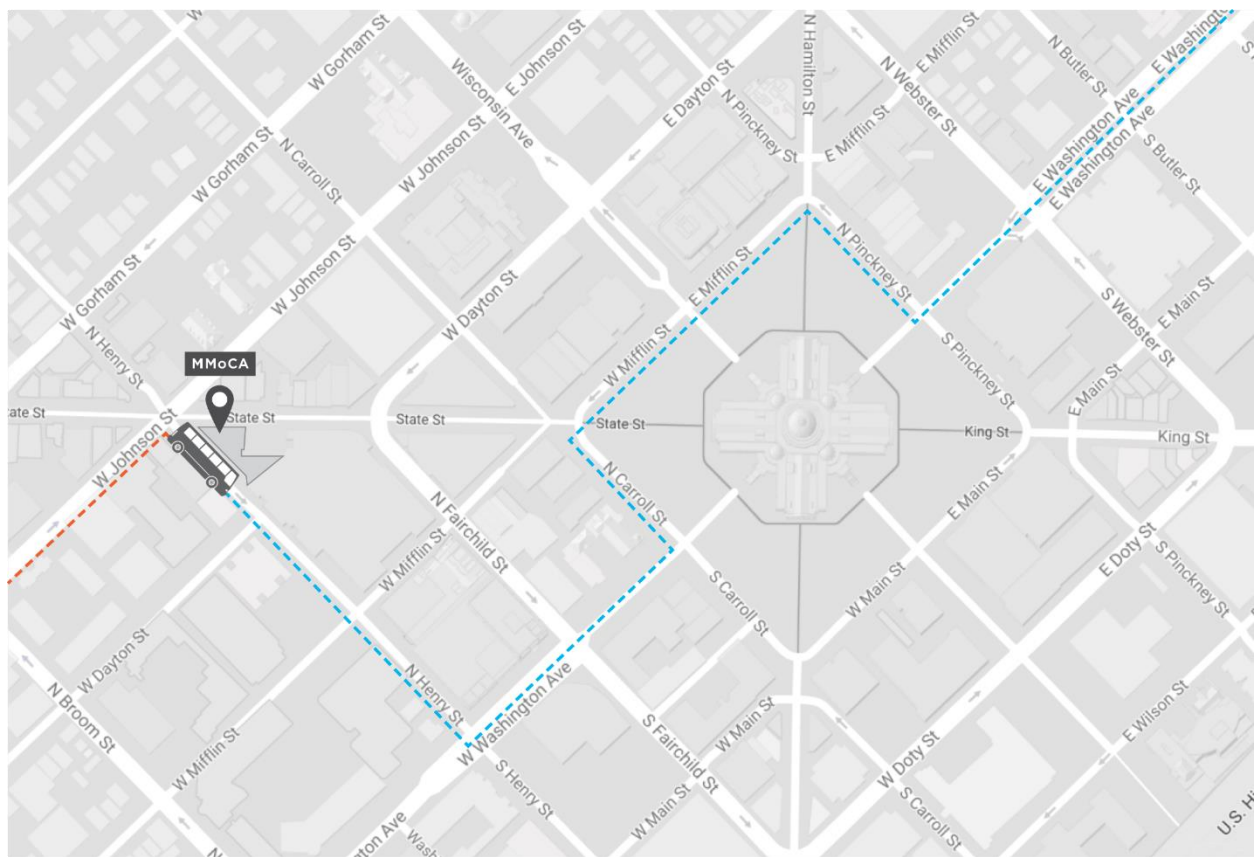 W Gorham St
Wisconsin Ave
E Johnson St
N Hamilton St
E Mifflin St
N Butler St
E Washington
N Webster St
E Dayton St
N Pinckney St
E Mifflin St
E Washington Ave
E Washington Ave
S Butler St
W Gorham St
N Carroll St
W Johnson St
W Johnson St
W Gorham St
W Dayton St
E Mifflin St
N Pinckney St
S Webster St
E Main St
N Henry St
MMoCA
W Mifflin St
S Pinckney St
E Main St
ate St
State St
State St
State St
King St
King St
W Johnson St
N Carroll St
E Main St
N Fairchild St
W Mifflin St
S Carroll St
W Main St
E Doty St
S Pinckney St
W Dayton St
N Henry St
N Broom St
W Mifflin St
W Washington Ave
S Fairchild St
W Main St
E Wilson St
S Henry St
W Doty St
S Carroll St
W Main St
gton Ave
Wash
U.S. Hi